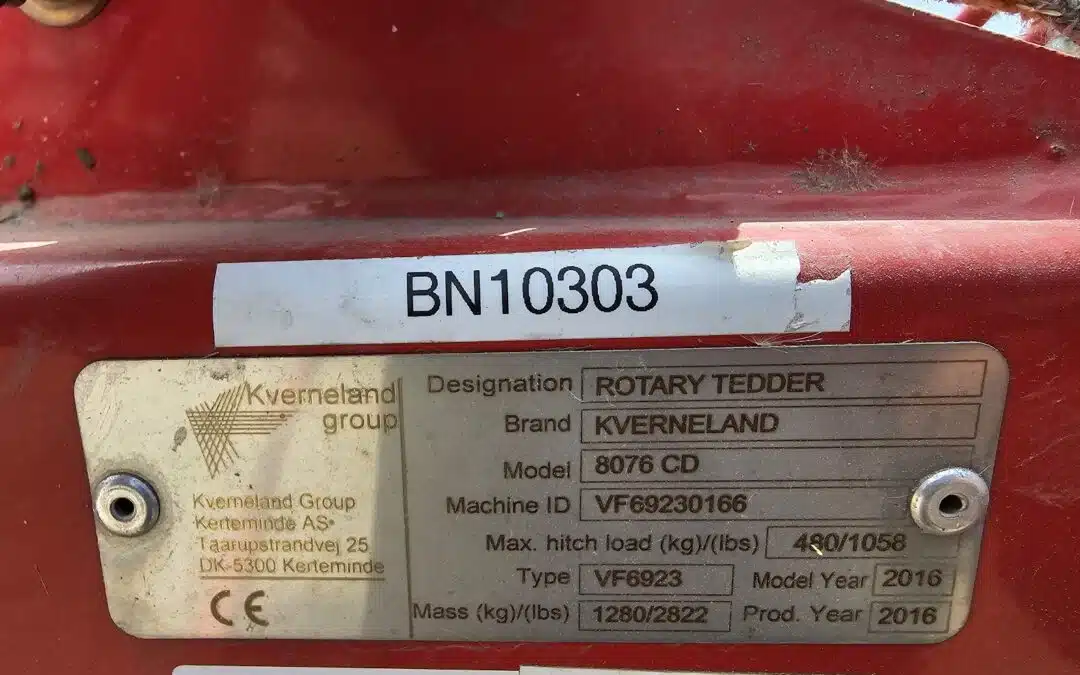 BN10303
Kverneland
group
Kverneland Group
Kerteminde AS
Taarupstrandvej 25
DK-5300 Kerteminde
CE
Designation ROTARY TEDDER
Brand KVERNELAND
Model 8076 CD
Machine ID VF69230166
Max. hitch load (kg)/(lbs) 480/1058
Type VF6923 Model Year 2016
Mass (kg)/(lbs) 1280/2822 Prod. Year 2016